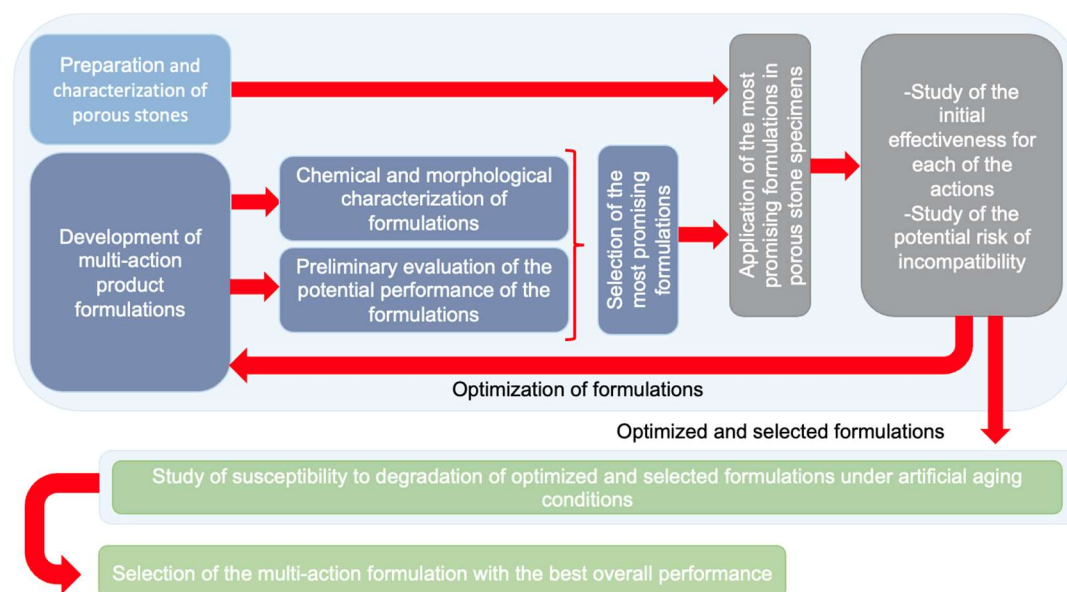 Preparation and
characterization of
porous stones
Development of
multi-action
product
formulations
Chemical and morphological
characterization of
formulations
Preliminary evaluation of the
potential performance of the
formulations
Selection of the
most promising
formulations
Application of the most
promising formulations in
porous stone specimens
-Study of the
initial
effectiveness for
each of the
actions
-Study of the
potential risk of
incompatibility
Optimization of formulations
Optimized and selected formulations
Study of susceptibility to degradation of optimized and selected formulations under artificial aging
conditions
Selection of the multi-action formulation with the best overall performance